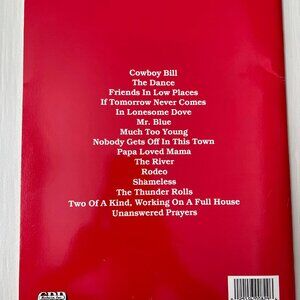 Cowboy Bill
The Dance
Friends In Low Places
If Tomorrow Never Comes
In Lonesome Dove
Mr. Blue
Much Too Young
Nobody Gets Off In This Town
Papa Loved Mama
The River
Rodeo
Shameless
The Thunder Rolls
Two Of A Kind, Working On A Full House
Unanswered Prayers